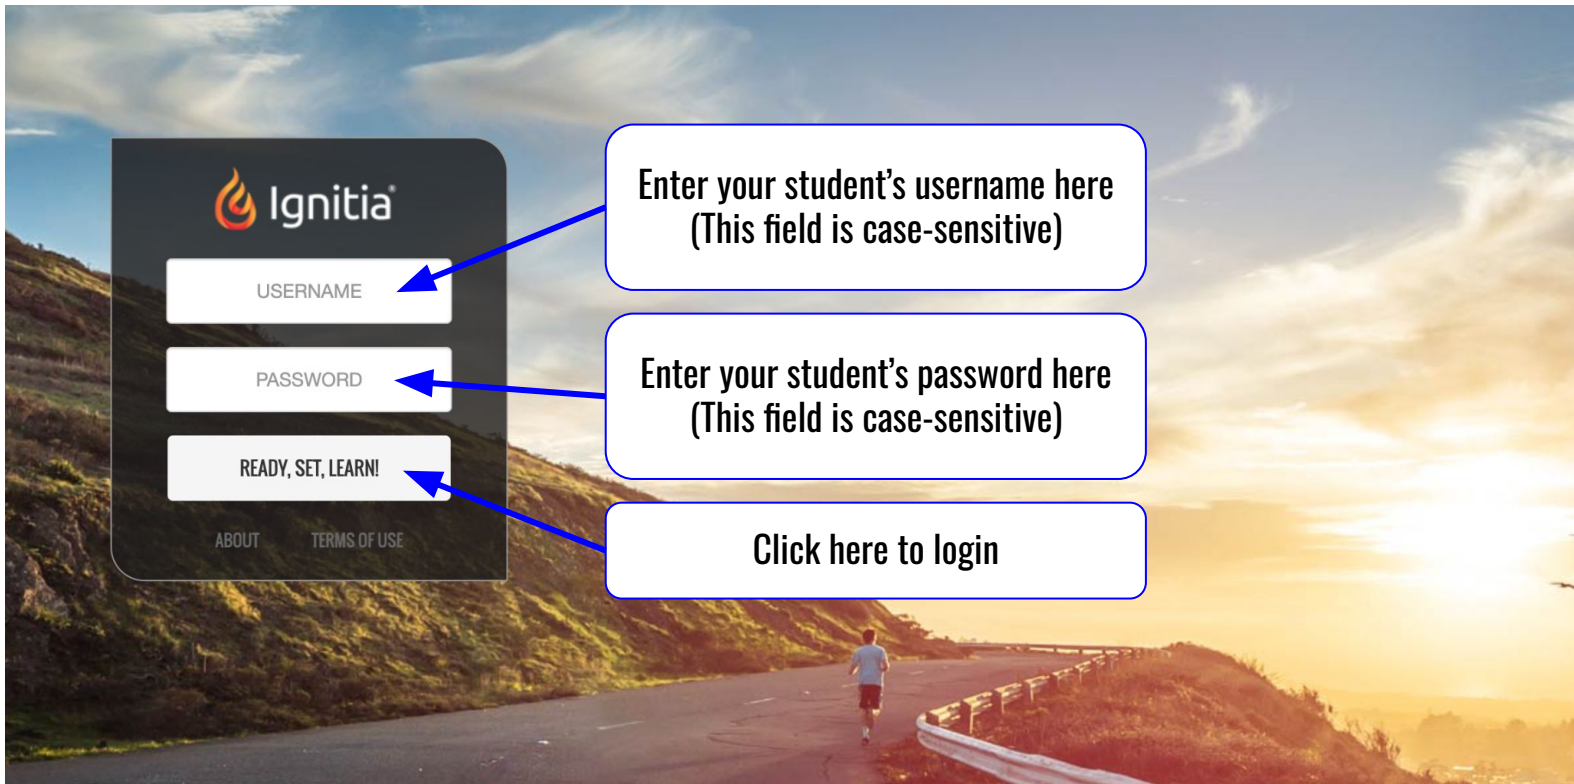 Ignitia®
USERNAME
PASSWORD
READY, SET, LEARN!
ABOUT TERMS OF USE
Enter your student’s username here
(This field is case-sensitive)
Enter your student’s password here
(This field is case-sensitive)
Click here to login